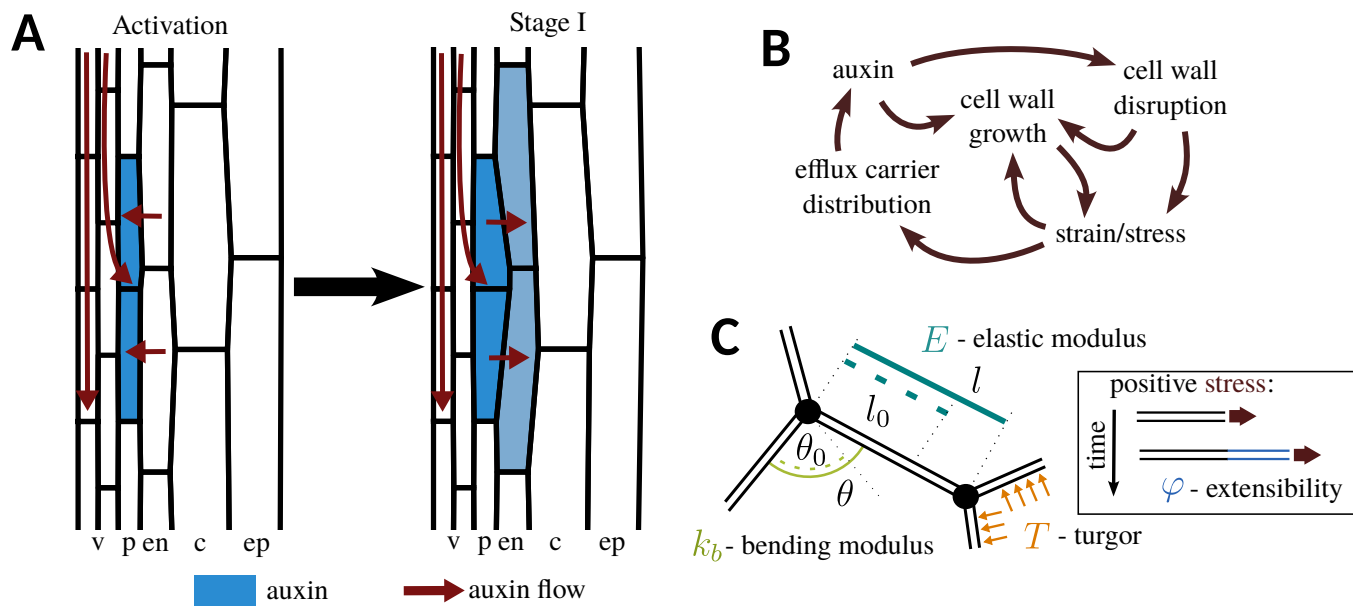 A
Activation
Stage I
v p en c ep
v p en c ep
auxin
auxin flow
B
auxin
cell wall
disruption
cell wall
growth
efflux carrier
distribution
strain/stress
C
E - elastic modulus
l
l₀
θ₀
θ
k_b - bending modulus
T - turgor
positive stress:
time
φ - extensibility